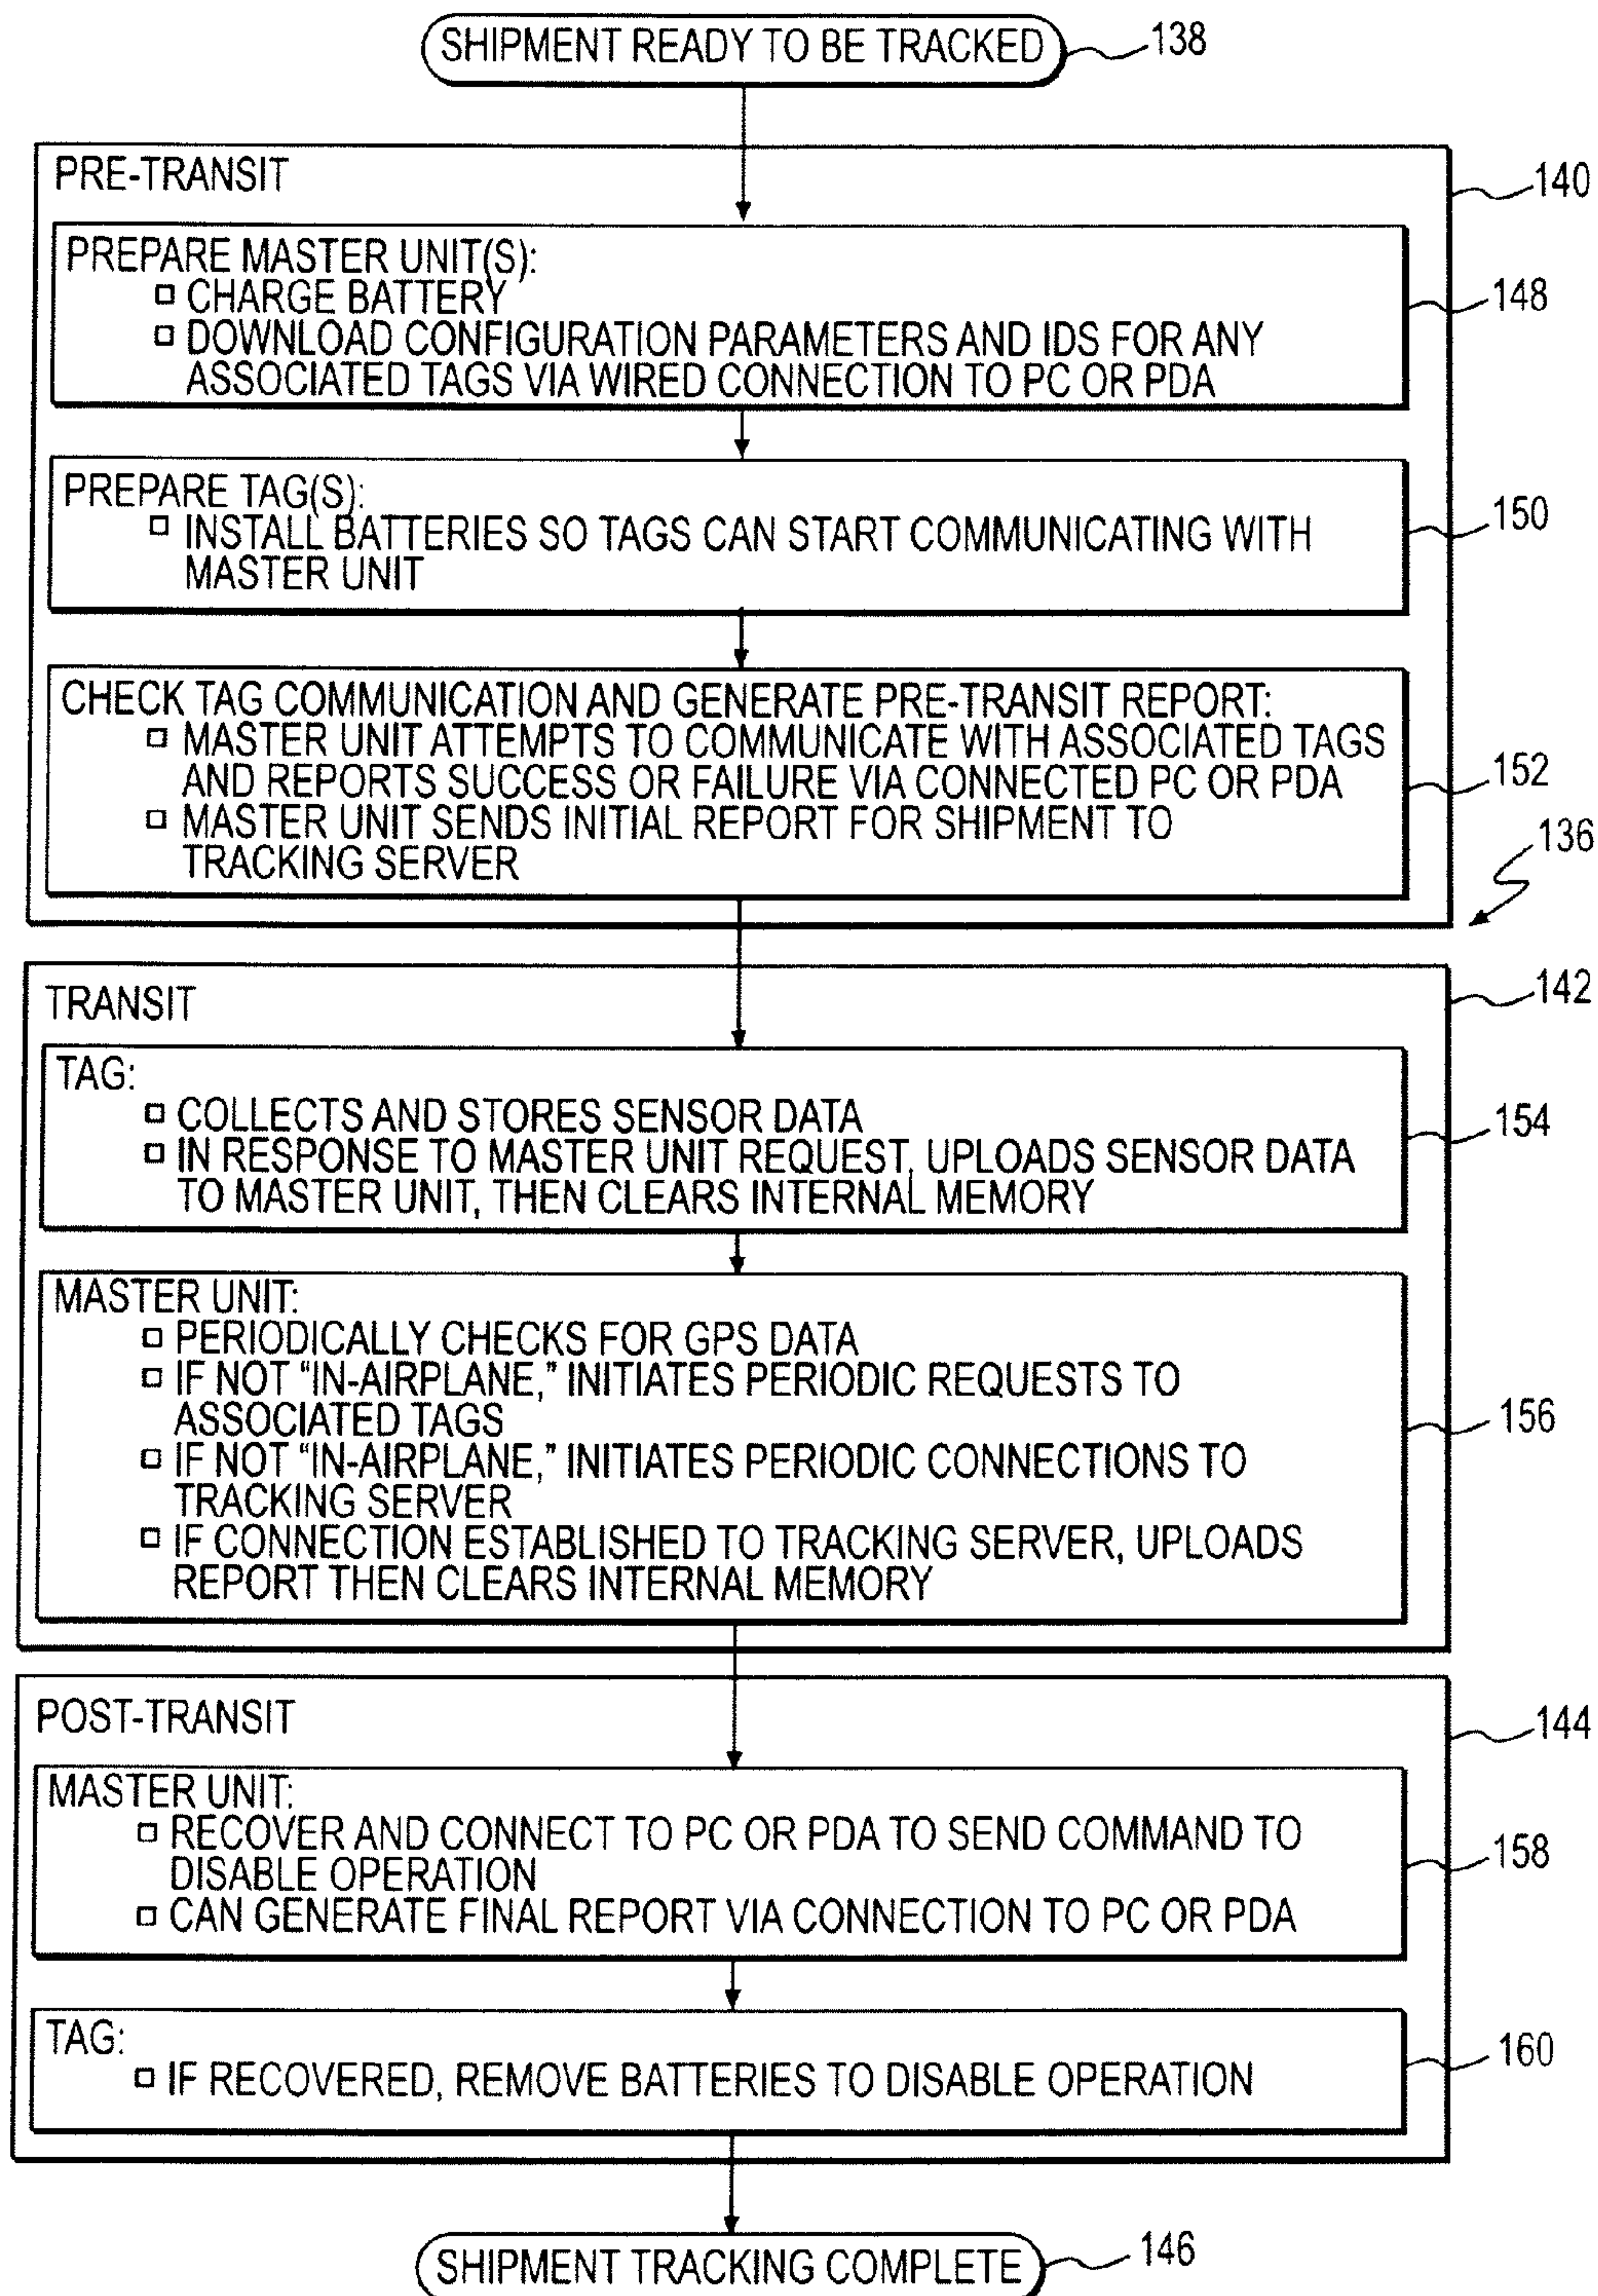 SHIPMENT READY TO BE TRACKED
138
PRE-TRANSIT
140
PREPARE MASTER UNIT(S):
CHARGE BATTERY
148
DOWNLOAD CONFIGURATION PARAMETERS AND IDS FOR ANY
ASSOCIATED TAGS VIA WIRED CONNECTION TO PC OR PDA
PREPARE TAG(S):
INSTALL BATTERIES SO TAGS CAN START COMMUNICATING WITH
150
MASTER UNIT
CHECK TAG COMMUNICATION AND GENERATE PRE-TRANSIT REPORT:
MASTER UNIT ATTEMPTS TO COMMUNICATE WITH ASSOCIATED TAGS
AND REPORTS SUCCESS OR FAILURE VIA CONNECTED PC OR PDA
152
MASTER UNIT SENDS INITIAL REPORT FOR SHIPMENT TO
TRACKING SERVER
136
TRANSIT
142
TAG:
COLLECTS AND STORES SENSOR DATA
154
IN RESPONSE TO MASTER UNIT REQUEST, UPLOADS SENSOR DATA
TO MASTER UNIT, THEN CLEARS INTERNAL MEMORY
MASTER UNIT:
PERIODICALLY CHECKS FOR GPS DATA
IF NOT “IN-AIRPLANE,” INITIATES PERIODIC REQUESTS TO
ASSOCIATED TAGS
156
IF NOT “IN-AIRPLANE,” INITIATES PERIODIC CONNECTIONS TO
TRACKING SERVER
IF CONNECTION ESTABLISHED TO TRACKING SERVER, UPLOADS
REPORT THEN CLEARS INTERNAL MEMORY
POST-TRANSIT
144
MASTER UNIT:
RECOVER AND CONNECT TO PC OR PDA TO SEND COMMAND TO
DISABLE OPERATION
158
CAN GENERATE FINAL REPORT VIA CONNECTION TO PC OR PDA
TAG:
160
IF RECOVERED, REMOVE BATTERIES TO DISABLE OPERATION
SHIPMENT TRACKING COMPLETE
146